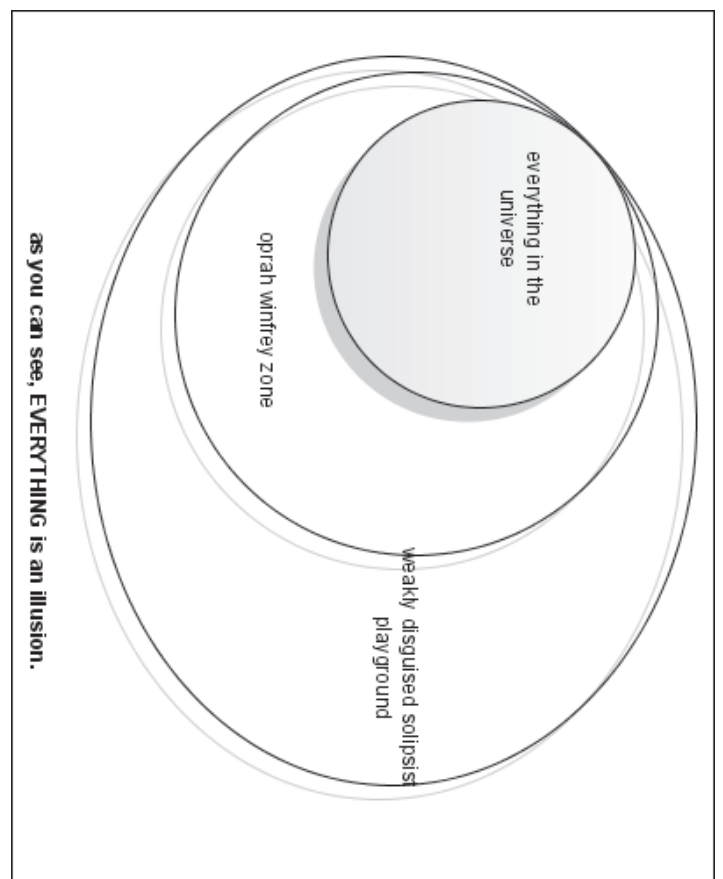 everything in the
universe
oprah winfrey zone
weakly disguised solipsist
playground
as you can see, EVERYTHING is an illusion.